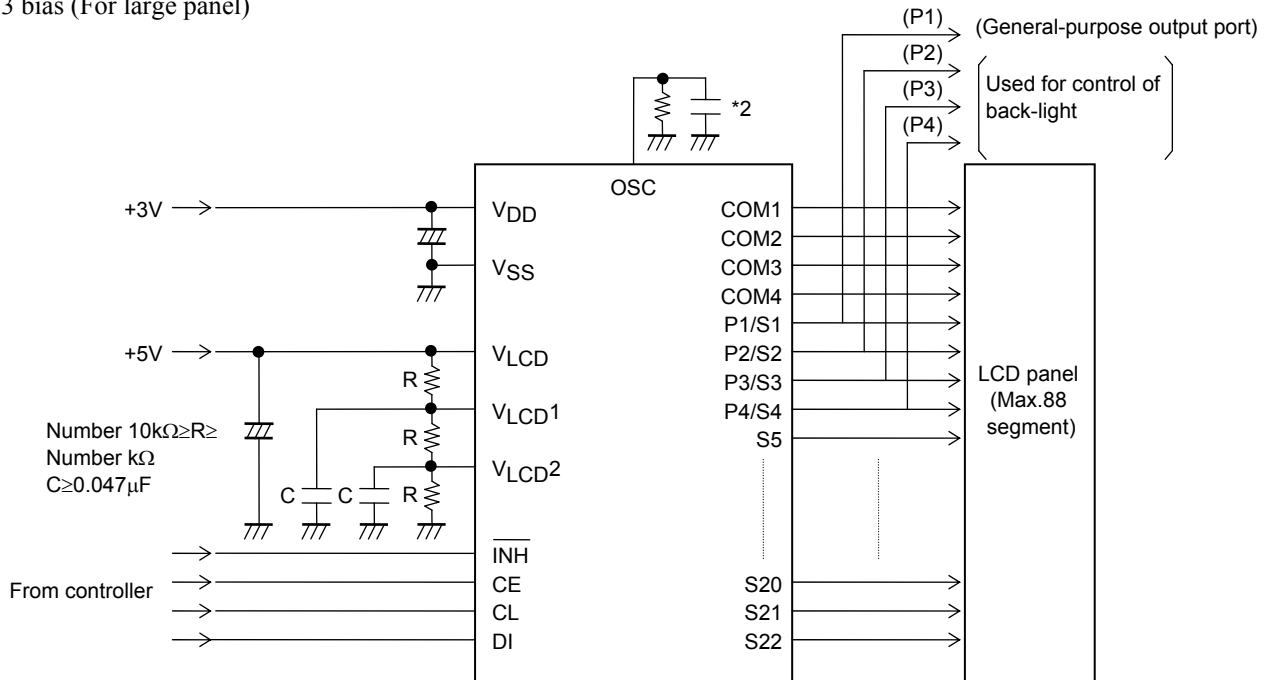 3 bias (For large panel)
(P1)
(General-purpose output port)
(P2)
(P3)
(P4)
Used for control of
back-light
*2
OSC
+3V
VDD
VSS
+5V
VLCD
R
VLCD1
R
VLCD2
R
C
C
Number 10kΩ≥R≥
Number kΩ
C≥0.047μF
From controller
INH
CE
CL
DI
COM1
COM2
COM3
COM4
P1/S1
P2/S2
P3/S3
P4/S4
S5
S20
S21
S22
LCD panel
(Max.88
segment)